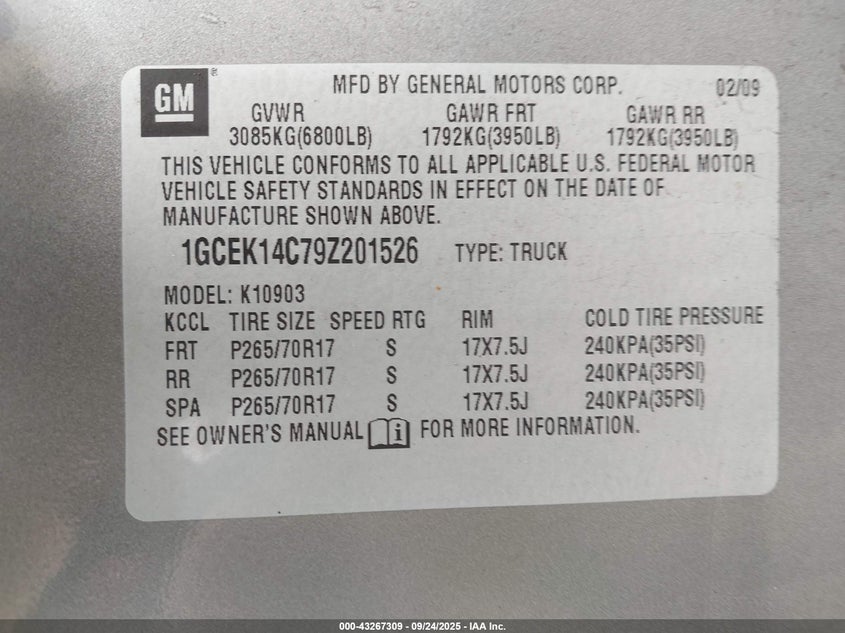 GM®
MFD BY GENERAL MOTORS CORP. 02/09
GVWR GAWR FRT GAWR RR
3085KG(6800LB) 1792KG(3950LB) 1792KG(3950LB)
THIS VEHICLE CONFORMS TO ALL APPLICABLE U.S. FEDERAL MOTOR
VEHICLE SAFETY STANDARDS IN EFFECT ON THE DATE OF
MANUFACTURE SHOWN ABOVE.
1GCEK14C79Z201526 TYPE: TRUCK
MODEL: K10903
KCCL TIRE SIZE SPEED RTG RIM COLD TIRE PRESSURE
FRT P265/70R17 S 17X7.5J 240KPA(35PSI)
RR P265/70R17 S 17X7.5J 240KPA(35PSI)
SPA P265/70R17 S 17X7.5J 240KPA(35PSI)
SEE OWNER'S MANUAL i FOR MORE INFORMATION.
000-43267309 - 09/24/2025 - IAA Inc.